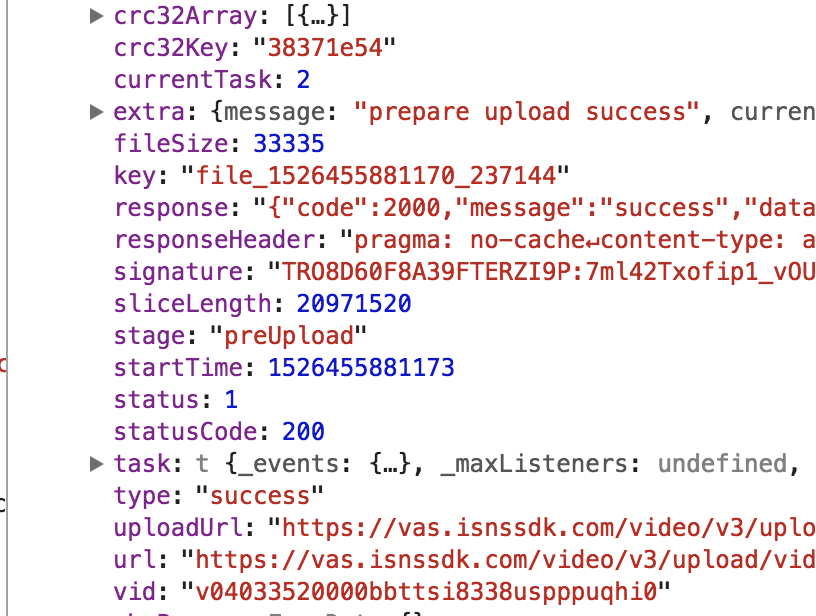 crc32Array: [{…}]
crc32Key: "38371e54"
currentTask: 2
extra: {message: "prepare upload success", curren
fileSize: 33335
key: "file_1526455881170_237144"
response: "{"code":2000,"message":"success","data
responseHeader: "pragma: no-cache↵content-type: a
signature: "TRO8D60F8A39FTERZI9P:7ml42Txofip1_vOU
sliceLength: 20971520
stage: "preUpload"
startTime: 1526455881173
status: 1
statusCode: 200
task: t {_events: {…}, _maxListeners: undefined,
type: "success"
uploadUrl: "https://vas.isnssdk.com/video/v3/uplo
url: "https://vas.isnssdk.com/video/v3/upload/vid
vid: "v04033520000bbttsi8338uspppuqhi0"